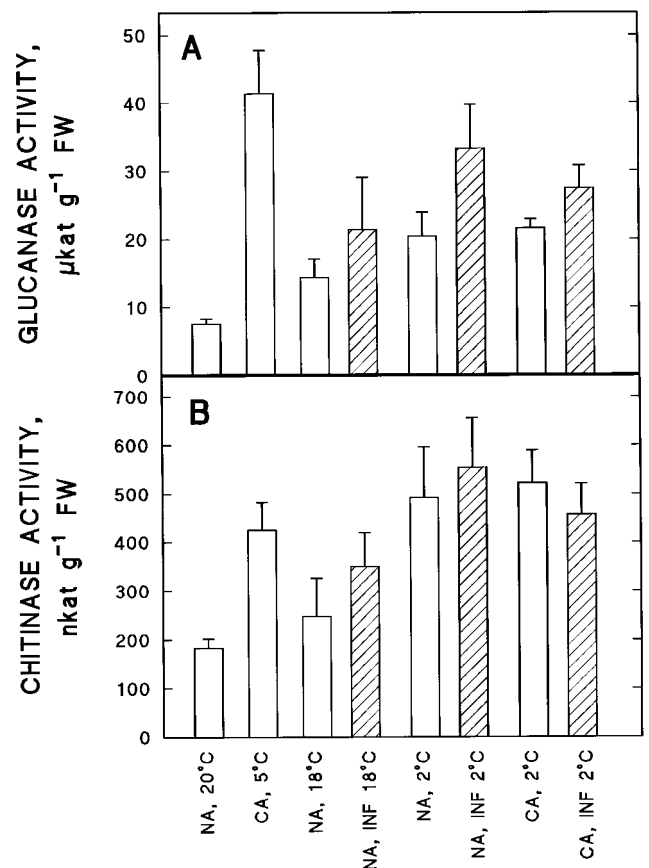 GLUCANASE ACTIVITY,
µkat g⁻¹ FW
A
50
40
30
20
10
0
CHITINASE ACTIVITY,
nkat g⁻¹ FW
B
700
600
500
400
300
200
100
0
NA, 20°C
CA, 5°C
NA, 18°C
NA, INF 18°C
NA, 2°C
NA, INF 2°C
CA, 2°C
CA, INF 2°C